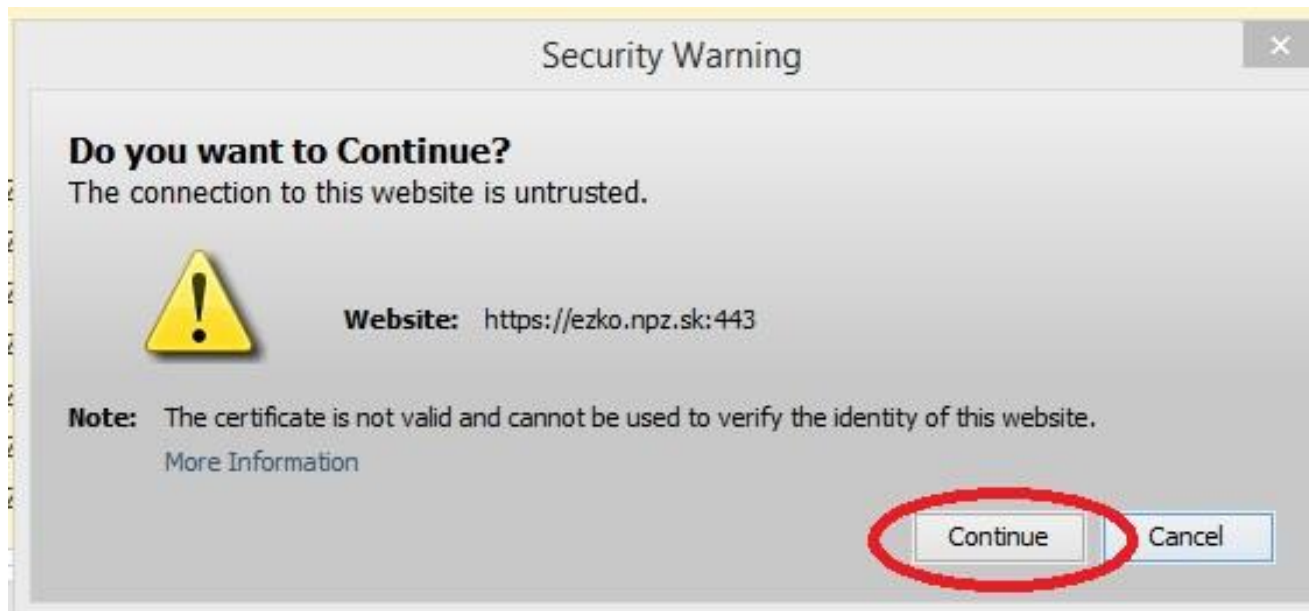 Security Warning
Do you want to Continue?
The connection to this website is untrusted.
Website: https://ezko.npz.sk:443
Note: The certificate is not valid and cannot be used to verify the identity of this website.
More Information
Continue Cancel